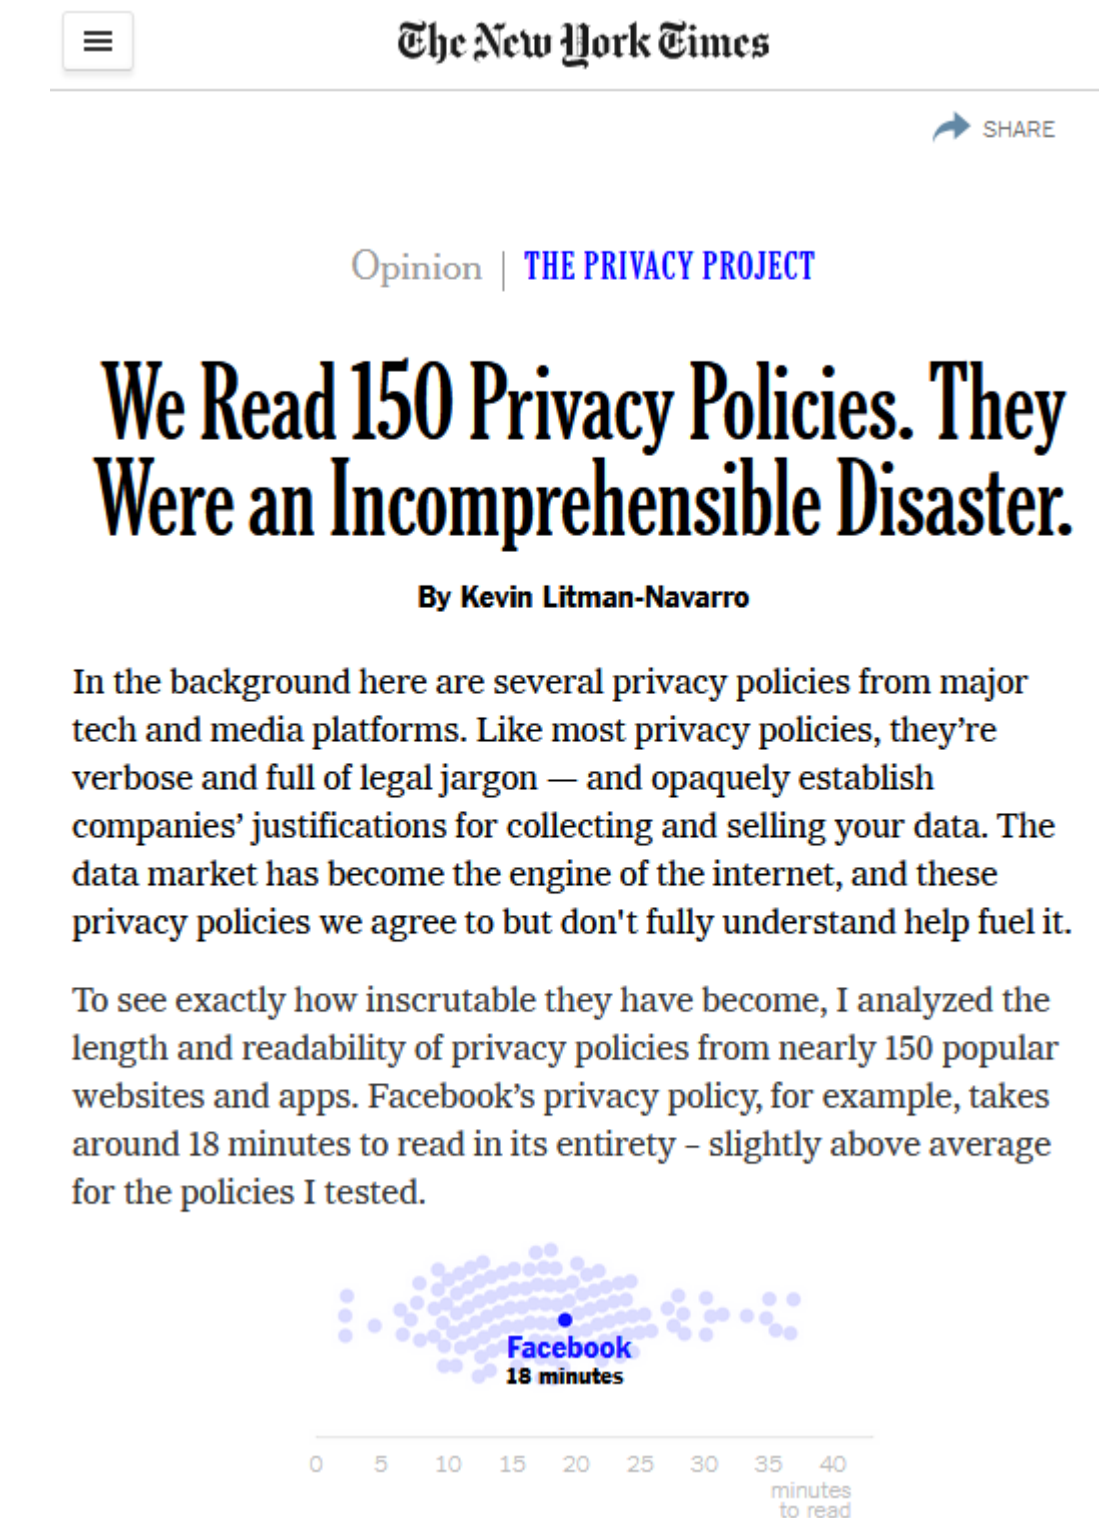 The New York Times
SHARE
Opinion | THE PRIVACY PROJECT
We Read 150 Privacy Policies. They
Were an Incomprehensible Disaster.
By Kevin Litman-Navarro
In the background here are several privacy policies from major
tech and media platforms. Like most privacy policies, they’re
verbose and full of legal jargon — and opaquely establish
companies’ justifications for collecting and selling your data. The
data market has become the engine of the internet, and these
privacy policies we agree to but don't fully understand help fuel it.
To see exactly how inscrutable they have become, I analyzed the
length and readability of privacy policies from nearly 150 popular
websites and apps. Facebook’s privacy policy, for example, takes
around 18 minutes to read in its entirety – slightly above average
for the policies I tested.
Facebook
18 minutes
0 5 10 15 20 25 30 35 40
minutes
to read